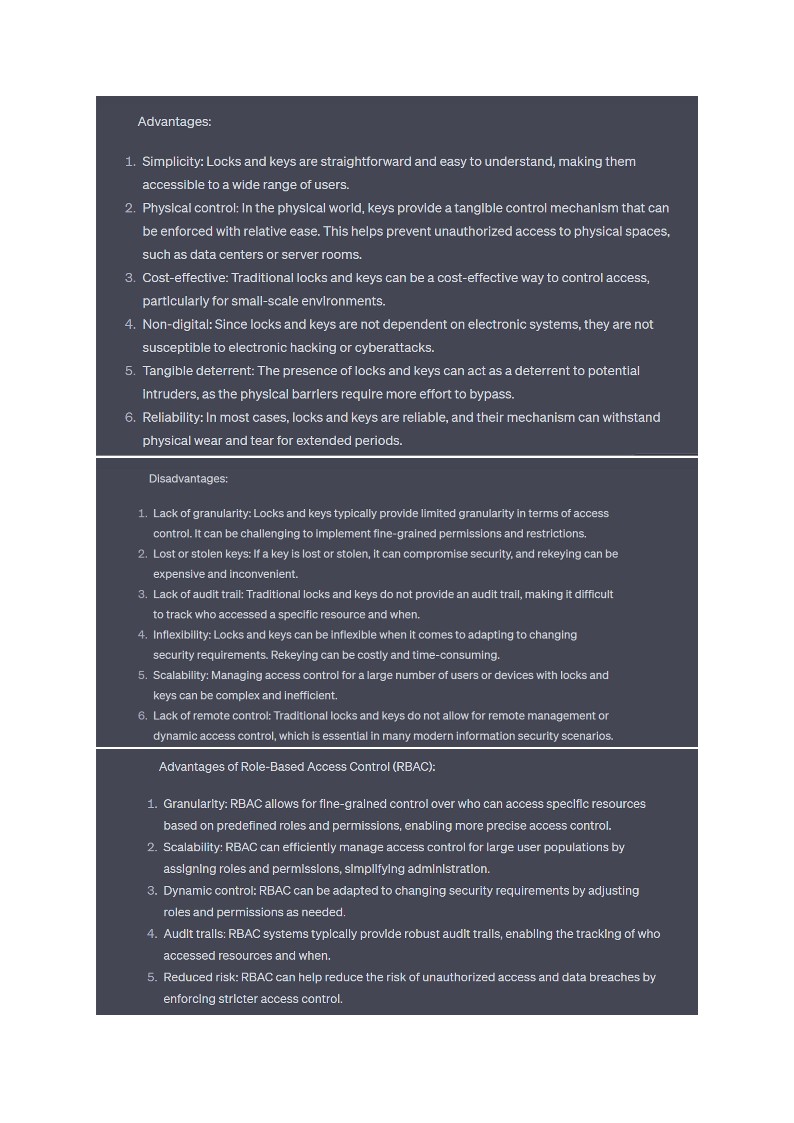 Advantages:
1. Simplicity: Locks and keys are straightforward and easy to understand, making them
accessible to a wide range of users.
2. Physical control: In the physical world, keys provide a tangible control mechanism that can
be enforced with relative ease. This helps prevent unauthorized access to physical spaces,
such as data centers or server rooms.
3. Cost-effective: Traditional locks and keys can be a cost-effective way to control access,
particularly for small-scale environments.
4. Non-digital: Since locks and keys are not dependent on electronic systems, they are not
susceptible to electronic hacking or cyberattacks.
5. Tangible deterrent: The presence of locks and keys can act as a deterrent to potential
intruders, as the physical barriers require more effort to bypass.
6. Reliability: In most cases, locks and keys are reliable, and their mechanism can withstand
physical wear and tear for extended periods.
Disadvantages:
1. Lack of granularity: Locks and keys typically provide limited granularity in terms of access
control. It can be challenging to implement fine-grained permissions and restrictions.
2. Lost or stolen keys: If a key is lost or stolen, it can compromise security, and rekeying can be
expensive and inconvenient.
3. Lack of audit trail: Traditional locks and keys do not provide an audit trail, making it difficult
to track who accessed a specific resource and when.
4. Inflexibility: Locks and keys can be inflexible when it comes to adapting to changing
security requirements. Rekeying can be costly and time-consuming.
5. Scalability: Managing access control for a large number of users or devices with locks and
keys can be complex and inefficient.
6. Lack of remote control: Traditional locks and keys do not allow for remote management or
dynamic access control, which is essential in many modern information security scenarios.
Advantages of Role-Based Access Control (RBAC):
1. Granularity: RBAC allows for fine-grained control over who can access specific resources
based on predefined roles and permissions, enabling more precise access control.
2. Scalability: RBAC can efficiently manage access control for large user populations by
assigning roles and permissions, simplifying administration.
3. Dynamic control: RBAC can be adapted to changing security requirements by adjusting
roles and permissions as needed.
4. Audit trails: RBAC systems typically provide robust audit trails, enabling the tracking of who
accessed resources and when.
5. Reduced risk: RBAC can help reduce the risk of unauthorized access and data breaches by
enforcing stricter access control.